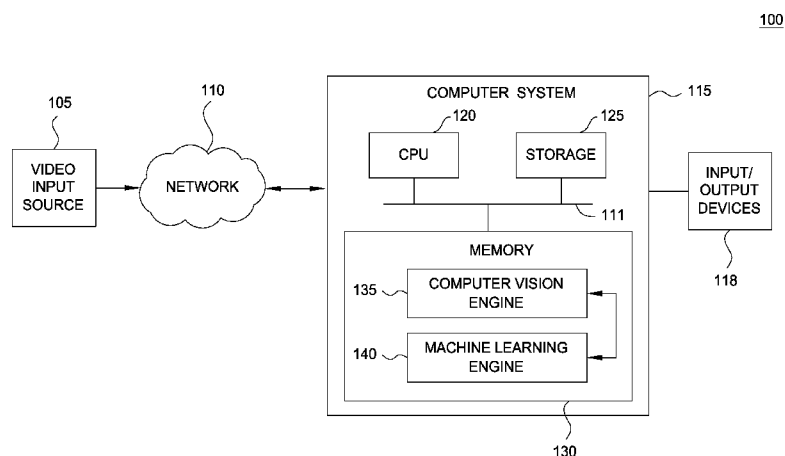 100
COMPUTER SYSTEM
115
105
110
120
125
CPU
STORAGE
VIDEO
INPUT
SOURCE
NETWORK
INPUT/
OUTPUT
DEVICES
111
MEMORY
118
135
COMPUTER VISION
ENGINE
140
MACHINE LEARNING
ENGINE
130